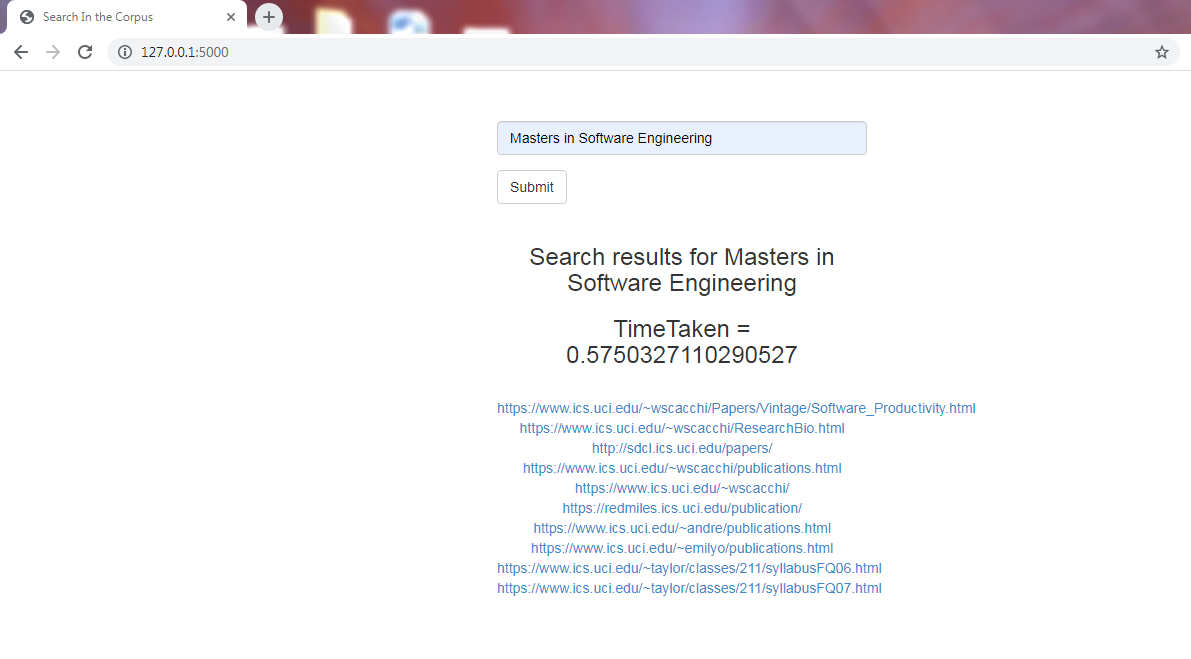 Search In the Corpus
127.0.0.1:5000
Masters in Software Engineering
Submit
Search results for Masters in
Software Engineering
TimeTaken =
0.5750327110290527
https://www.ics.uci.edu/~wscacchi/Papers/Vintage/Software_Productivity.html
https://www.ics.uci.edu/~wscacchi/ResearchBio.html
http://sdcl.ics.uci.edu/papers/
https://www.ics.uci.edu/~wscacchi/publications.html
https://www.ics.uci.edu/~wscacchi/
https://redmiles.ics.uci.edu/publication/
https://www.ics.uci.edu/~andre/publications.html
https://www.ics.uci.edu/~emilyo/publications.html
https://www.ics.uci.edu/~taylor/classes/211/syllabusFQ06.html
https://www.ics.uci.edu/~taylor/classes/211/syllabusFQ07.html